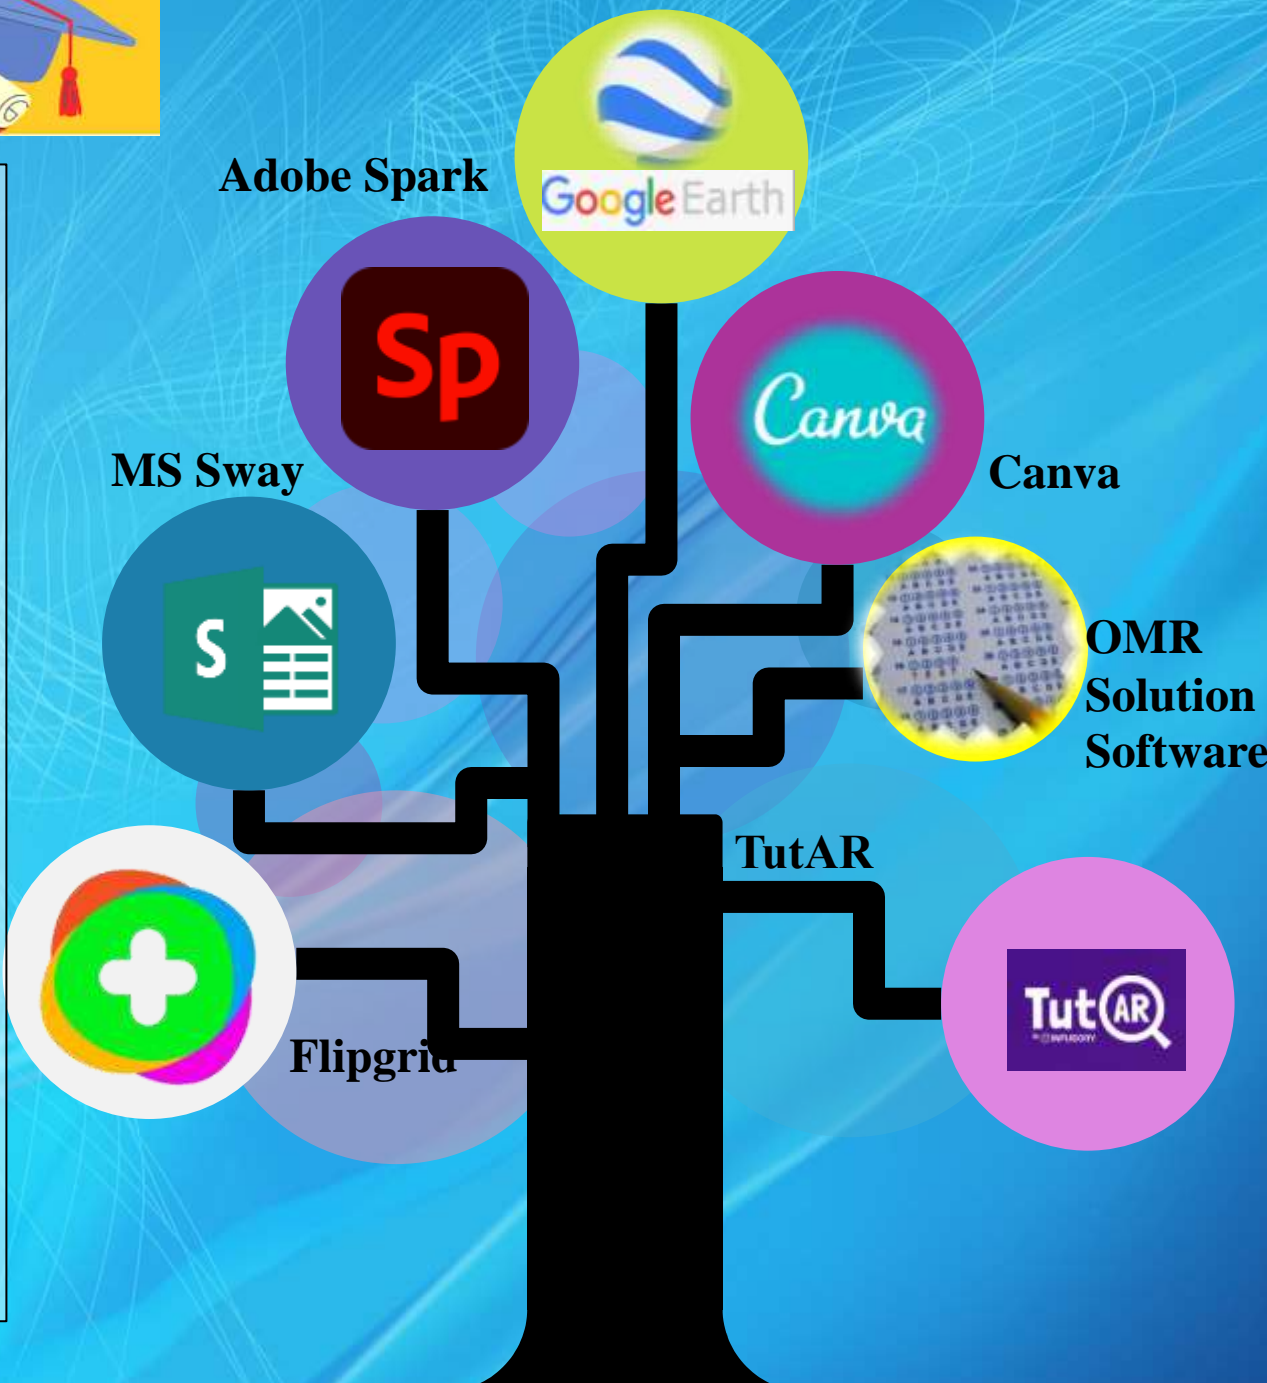 Adobe Spark
Google Earth
Sp
Canva
MS Sway
Canva
S
OMR
Solution
Software
TutAR
Flipgrid
TutAR